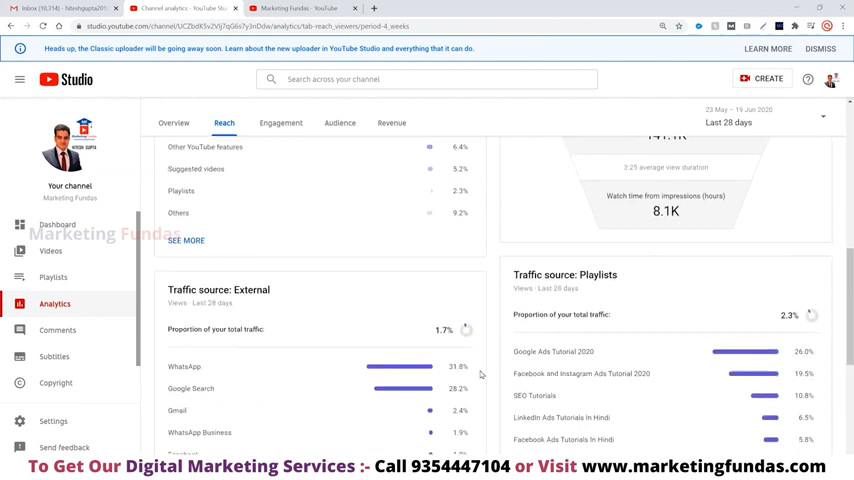 Inbox (10,314) - hiteshgupta201
Channel analytics - YouTube Studio
Marketing Fundas - YouTube
studio.youtube.com/channel/UCZbdK5v2Vlj7qG6s7y3nDdw/analytics/tab-reach_viewers/period-4_weeks
Heads up, the Classic uploader will be going away soon. Learn about the new uploader in YouTube Studio and everything that it can do.
LEARN MORE
DISMISS
Studio
Search across your channel
CREATE
MF
Marketing Fundas
HITESH GUPTA
Your channel
Marketing Fundas
Dashboard
Marketing Fundas
Videos
Playlists
Analytics
Comments
Subtitles
Copyright
Settings
Send feedback
Overview
Reach
Engagement
Audience
Revenue
23 May – 19 Jun 2020
Last 28 days
Other YouTube features 6.4%
Suggested videos 5.2%
Playlists 2.3%
Others 9.2%
SEE MORE
141.1K
3:25 average view duration
Watch time from impressions (hours)
8.1K
Traffic source: External
Views · Last 28 days
Proportion of your total traffic: 1.7%
WhatsApp 31.8%
Google Search 28.2%
Gmail 2.4%
WhatsApp Business 1.9%
Traffic source: Playlists
Views · Last 28 days
Proportion of your total traffic: 2.3%
Google Ads Tutorial 2020 26.0%
Facebook and Instagram Ads Tutorial 2020 19.5%
SEO Tutorials 10.8%
LinkedIn Ads Tutorials In Hindi 6.5%
Facebook Ads Tutorials In Hindi 5.8%
To Get Our Digital Marketing Services :- Call 9354447104 or Visit www.marketingfundas.com